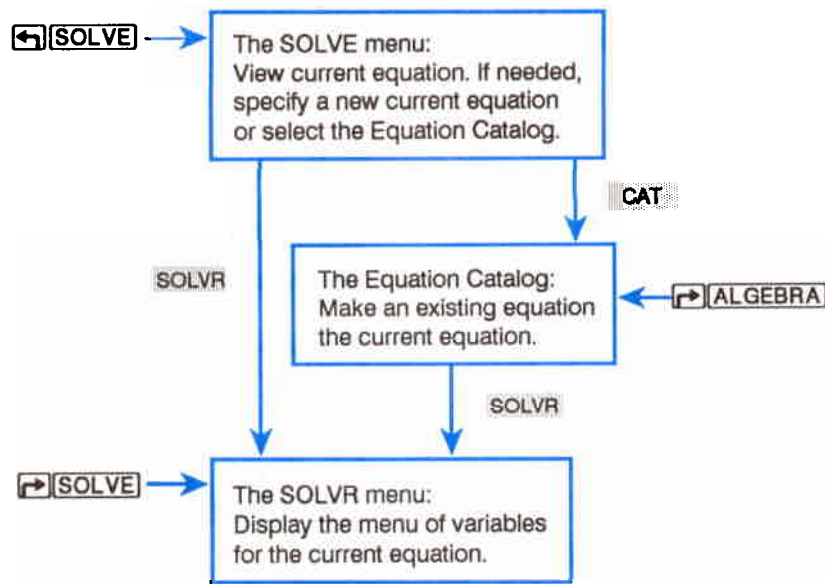 SOLVE
The SOLVE menu:
View current equation. If needed,
specify a new current equation
or select the Equation Catalog.
CAT
SOLVR
The Equation Catalog:
Make an existing equation
the current equation.
ALGEBRA
SOLVR
SOLVE
The SOLVR menu:
Display the menu of variables
for the current equation.